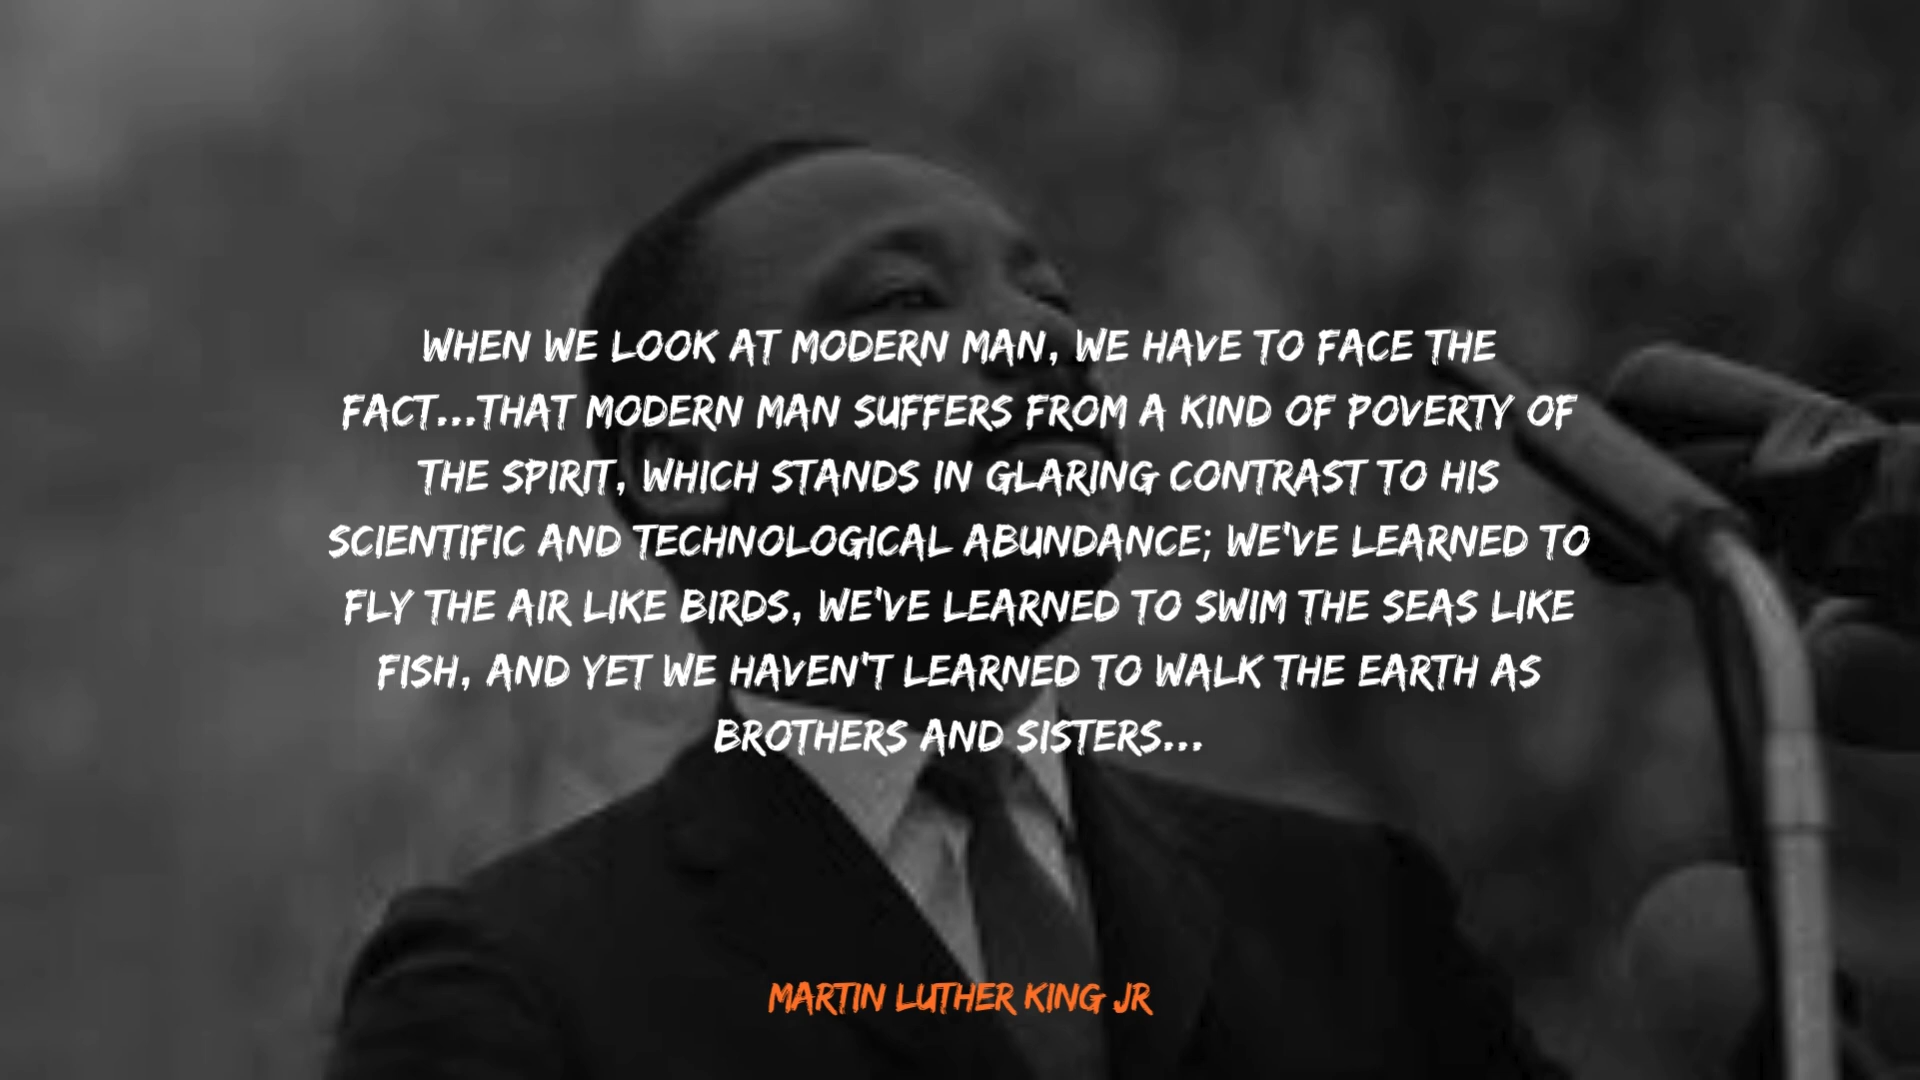 WHEN WE LOOK AT MODERN MAN, WE HAVE TO FACE THE
FACT...THAT MODERN MAN SUFFERS FROM A KIND OF POVERTY OF
THE SPIRIT, WHICH STANDS IN GLARING CONTRAST TO HIS
SCIENTIFIC AND TECHNOLOGICAL ABUNDANCE; WE'VE LEARNED TO
FLY THE AIR LIKE BIRDS, WE'VE LEARNED TO SWIM THE SEAS LIKE
FISH, AND YET WE HAVEN'T LEARNED TO WALK THE EARTH AS
BROTHERS AND SISTERS...
MARTIN LUTHER KING JR